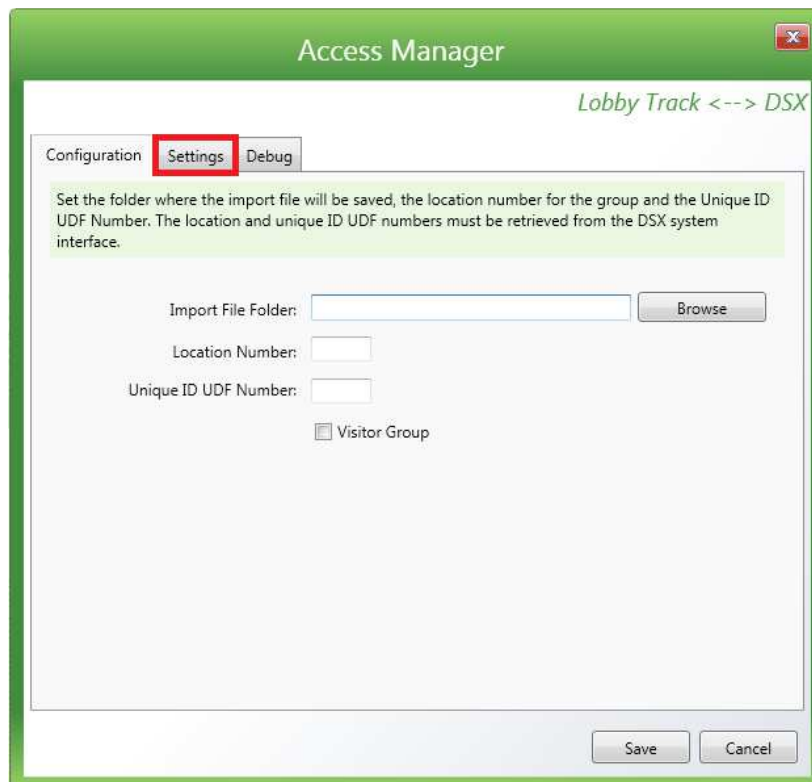 Access Manager
Lobby Track <--> DSX
Configuration Settings Debug
Set the folder where the import file will be saved, the location number for the group and the Unique ID
UDF Number. The location and unique ID UDF numbers must be retrieved from the DSX system
interface.
Import File Folder: Browse
Location Number:
Unique ID UDF Number:
Visitor Group
Save Cancel